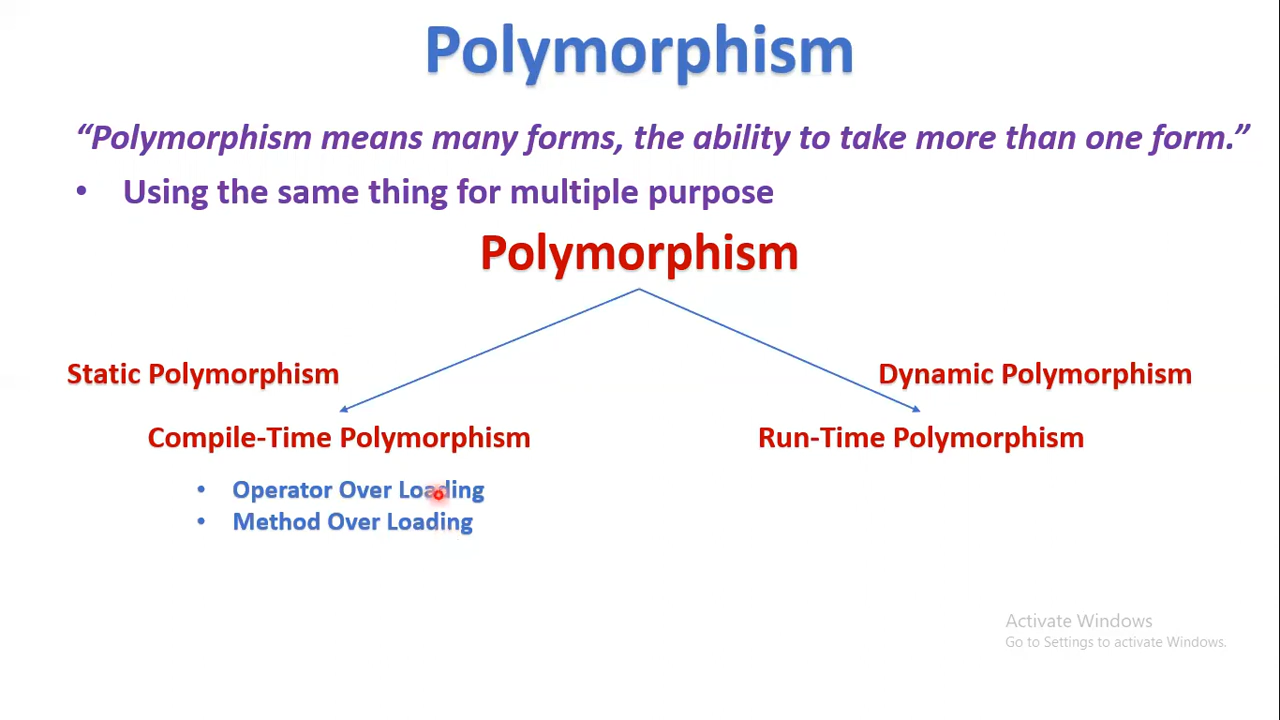 Polymorphism
“Polymorphism means many forms, the ability to take more than one form.”
• Using the same thing for multiple purpose
Polymorphism
Static Polymorphism
Dynamic Polymorphism
Compile-Time Polymorphism
Run-Time Polymorphism
• Operator Over Loading
• Method Over Loading
Activate Windows
Go to Settings to activate Windows.